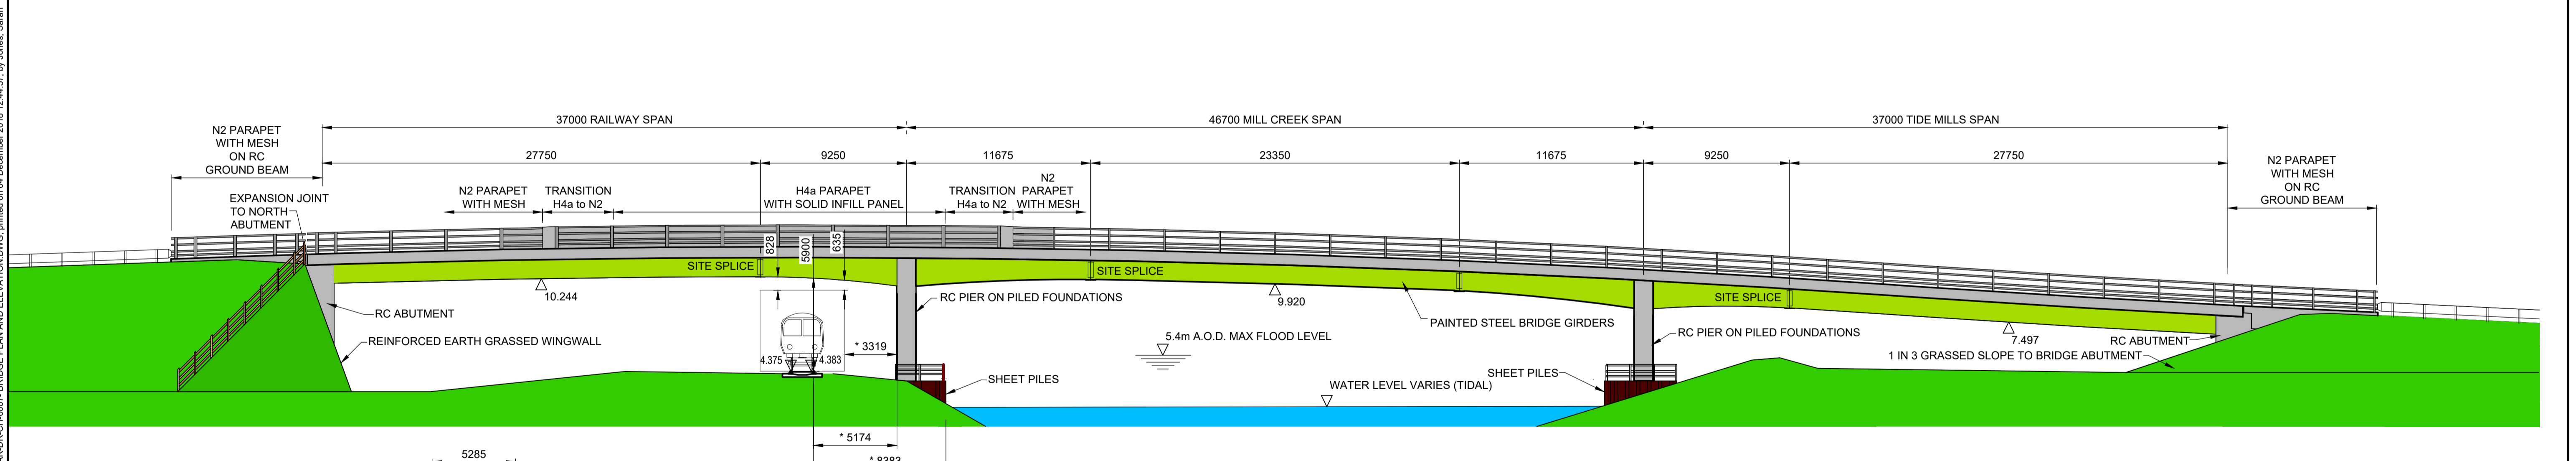 37000 RAILWAY SPAN
46700 MILL CREEK SPAN
37000 TIDE MILLS SPAN
N2 PARAPET
WITH MESH
ON RC
GROUND BEAM
27750
9250
11675
23350
11675
9250
27750
N2 PARAPET
WITH MESH
ON RC
GROUND BEAM
EXPANSION JOINT
TO NORTH
ABUTMENT
N2 PARAPET
WITH MESH
TRANSITION
H4a to N2
H4a PARAPET
WITH SOLID INFILL PANEL
TRANSITION
H4a to N2
N2
PARAPET
WITH MESH
828
5900
635
SITE SPLICE
SITE SPLICE
SITE SPLICE
10.244
9.920
7.497
RC ABUTMENT
REINFORCED EARTH GRASSED WINGWALL
RC PIER ON PILED FOUNDATIONS
PAINTED STEEL BRIDGE GIRDERS
5.4m A.O.D. MAX FLOOD LEVEL
RC PIER ON PILED FOUNDATIONS
RC ABUTMENT
1 IN 3 GRASSED SLOPE TO BRIDGE ABUTMENT
4.375
4.383
* 3319
SHEET PILES
WATER LEVEL VARIES (TIDAL)
SHEET PILES
* 5174
* 8383
5285